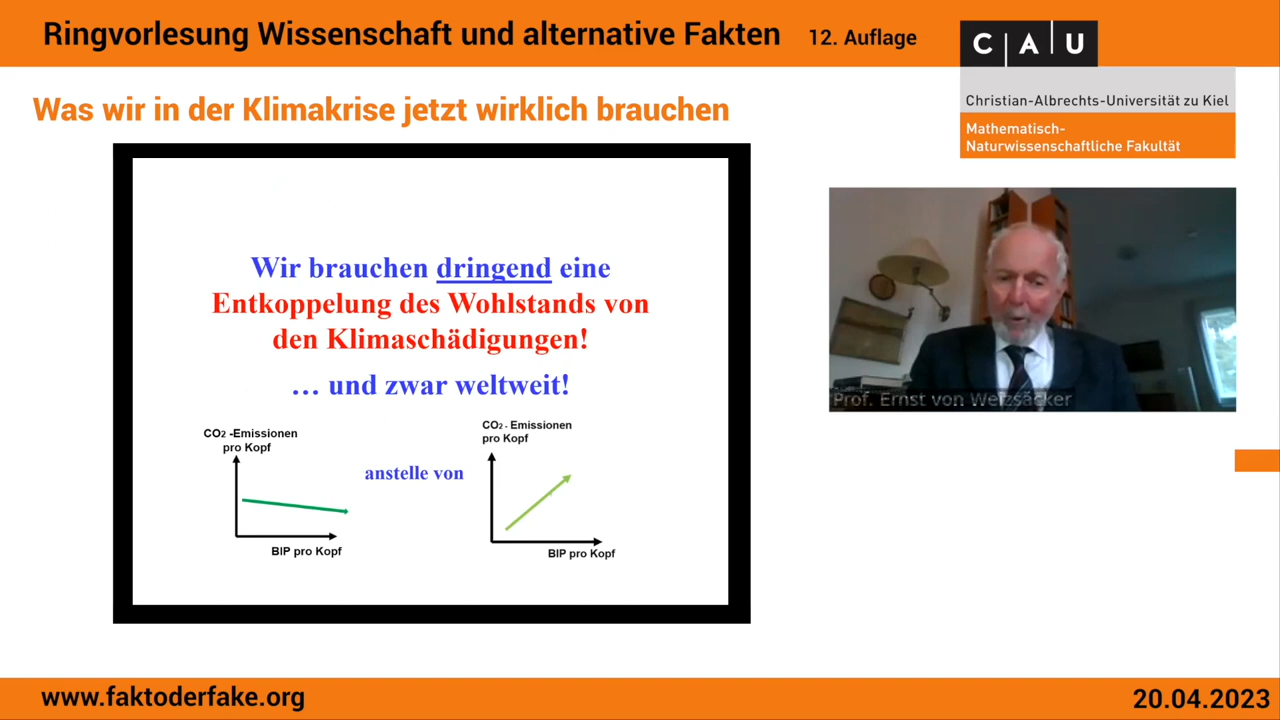 Ringvorlesung Wissenschaft und alternative Fakten 12. Auflage
C A U
Christian-Albrechts-Universität zu Kiel
Mathematisch-
Naturwissenschaftliche Fakultät
Was wir in der Klimakrise jetzt wirklich brauchen
Wir brauchen dringend eine
Entkoppelung des Wohlstands von
den Klimaschädigungen!
… und zwar weltweit!
CO2 -Emissionen
pro Kopf
BIP pro Kopf
anstelle von
CO2 - Emissionen
pro Kopf
BIP pro Kopf
Prof. Ernst von Weizsäcker
www.faktoderfake.org
20.04.2023